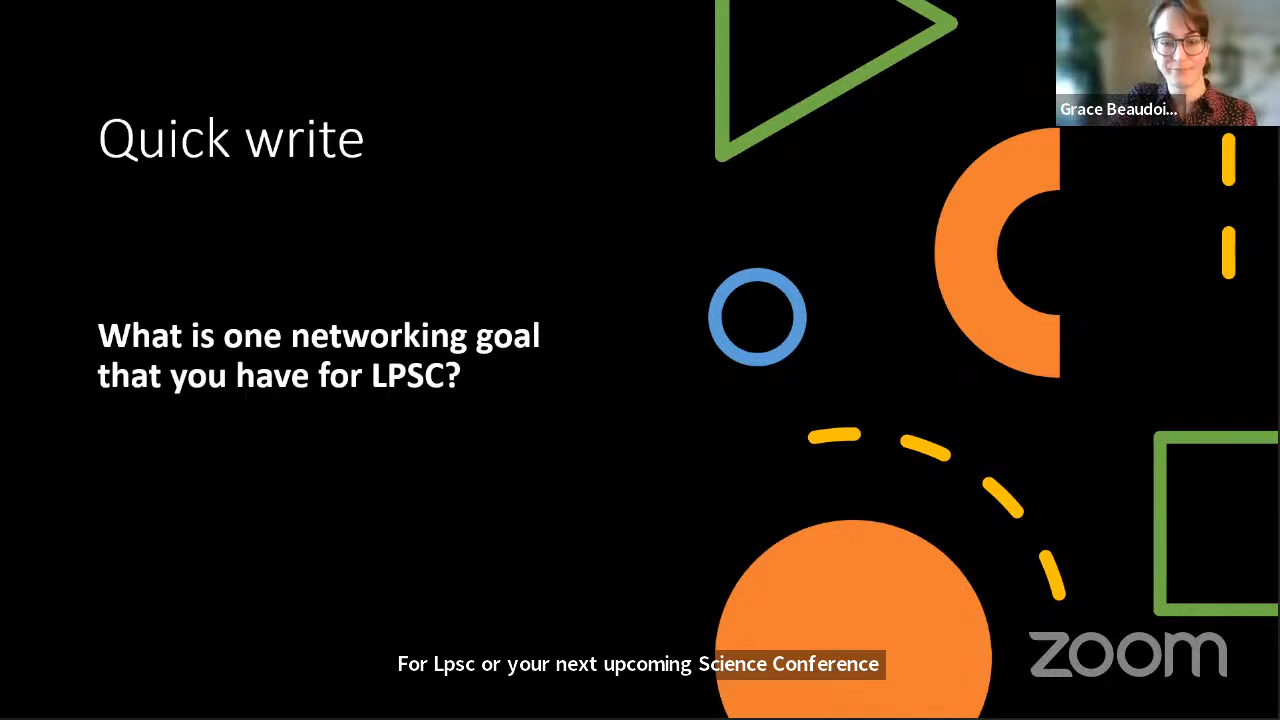 Quick write
Grace Beaudoi...
What is one networking goal
that you have for LPSC?
For Lpsc or your next upcoming Science Conference
zoom